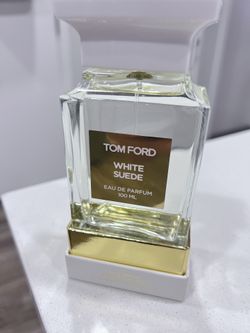 TOM FORD
WHITE
SUEDE
EAU DE PARFUM
100 ML